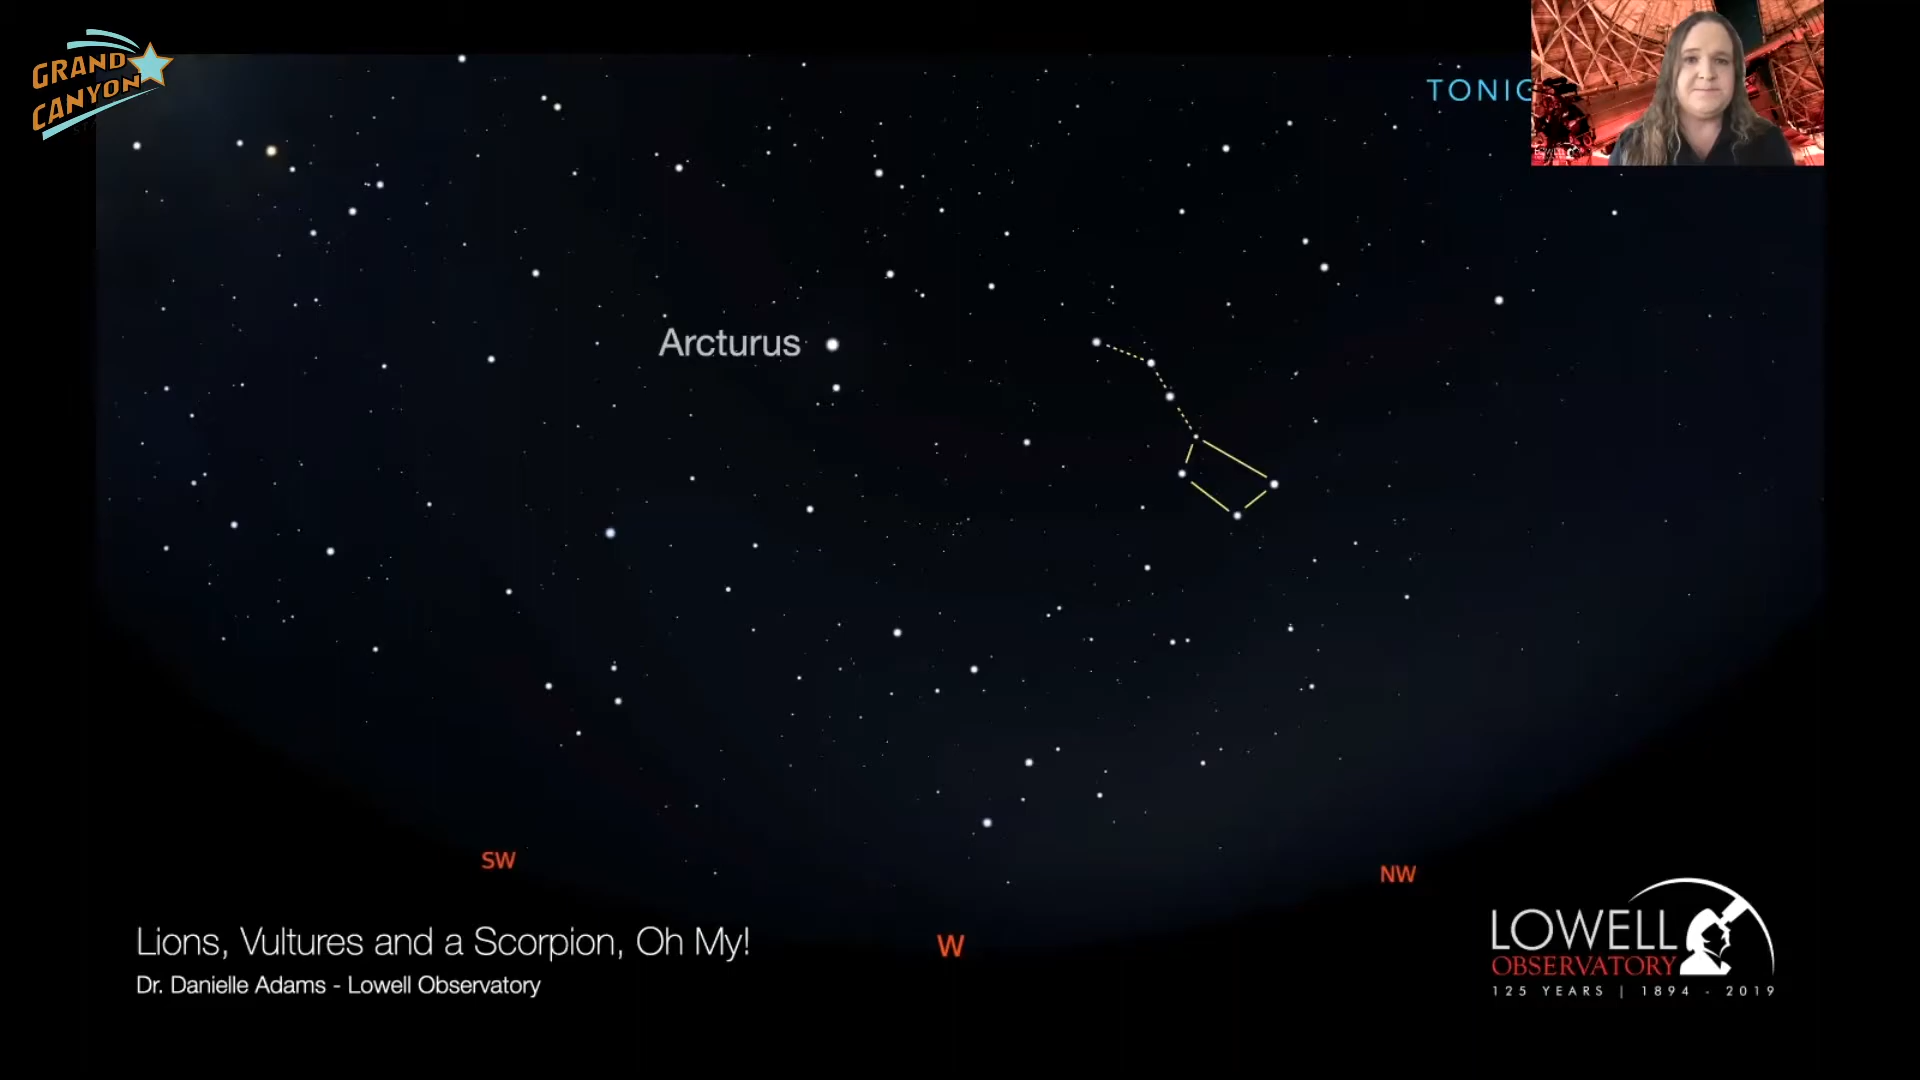 GRAND
CANYON
TONIG
Arcturus
SW
NW
W
Lions, Vultures and a Scorpion, Oh My!
Dr. Danielle Adams - Lowell Observatory
LOWELL
OBSERVATORY
125 YEARS | 1894 - 2019